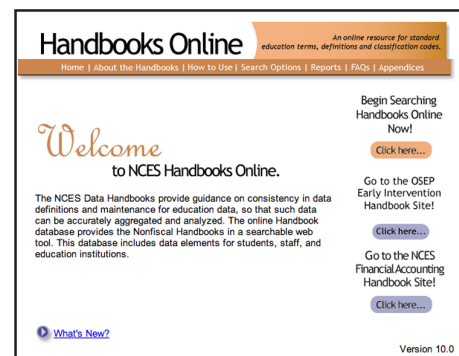 Handbooks Online
An online resource for standard
education terms, definitions and classification codes.
Home | About the Handbooks | How to Use | Search Options | Reports | FAQs | Appendices
Welcome
to NCES Handbooks Online.
The NCES Data Handbooks provide guidance on consistency in data
definitions and maintenance for education data, so that such data
can be accurately aggregated and analyzed. The online Handbook
database provides the Nonfiscal Handbooks in a searchable web
tool. This database includes data elements for students, staff, and
education institutions.
What's New?
Begin Searching
Handbooks Online
Now!
Click here...
Go to the OSEP
Early Intervention
Handbook Site!
Click here...
Go to the NCES
Financial Accounting
Handbook Site!
Click here...
Version 10.0